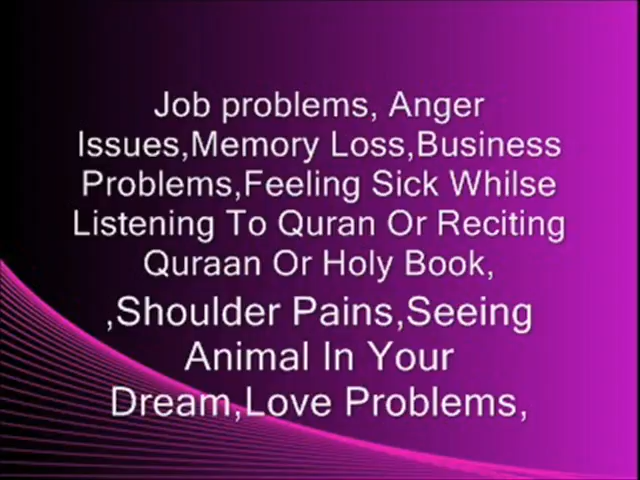 Job problems, Anger
Issues,Memory Loss,Business
Problems,Feeling Sick Whilse
Listening To Quran Or Reciting
Quraan Or Holy Book,
,Shoulder Pains,Seeing
Animal In Your
Dream,Love Problems,